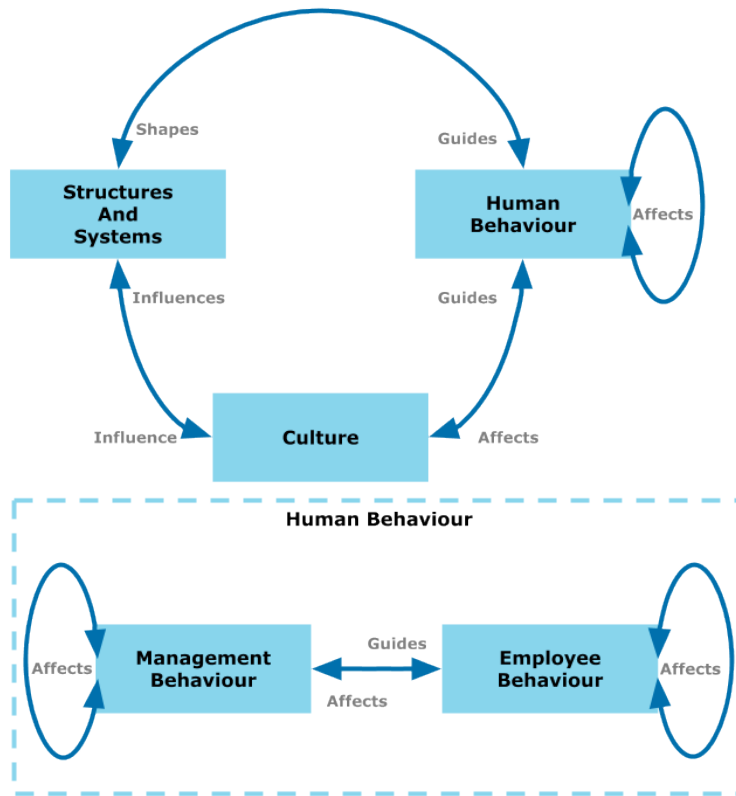 Shapes
Guides
Structures
And
Systems
Human
Behaviour
Affects
Influences
Guides
Influence
Culture
Affects
Human Behaviour
Affects
Management
Behaviour
Guides
Affects
Employee
Behaviour
Affects